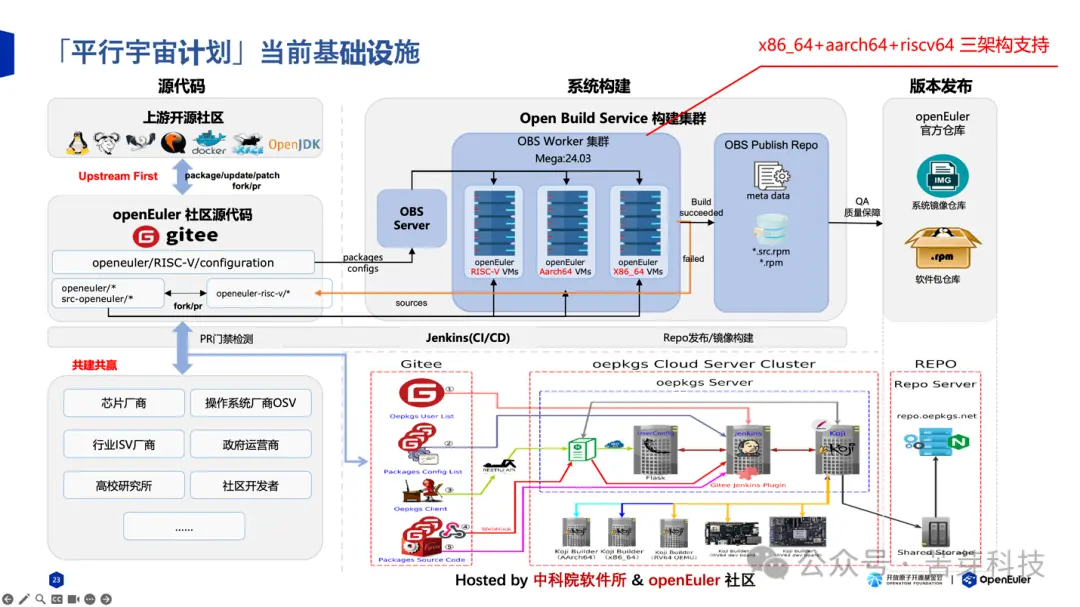 「平行宇宙计划」当前基础设施
x86_64+aarch64+riscv64 三架构支持
源代码
系统构建
版本发布
上游开源社区
docker
OpenJDK
Upstream First
package/update/patch
fork/pr
openEuler 社区源代码
gitee
openeuler/RISC-V/configuration
openeuler/*
src-openeuler/*
fork/pr
openeuler-risc-v/*
packages
configs
sources
Open Build Service 构建集群
OBS Server
OBS Worker 集群
Mega:24.03
openEuler
RISC-V VMs
openEuler
Aarch64 VMs
openEuler
X86_64 VMs
Build
succeeded
failed
OBS Publish Repo
meta data
*.src.rpm
*.rpm
QA
质量保障
openEuler
官方仓库
IMG
系统镜像仓库
.rpm
软件包仓库
PR门禁检测
Jenkins(CI/CD)
Repo发布/镜像构建
共建共赢
芯片厂商
操作系统厂商OSV
行业ISV厂商
政府运营商
高校研究所
社区开发者
......
Gitee
①
Oepkgs User List
②
Packages Config List
③
Oepkgs Client
④
⑤
Packages Source Code
RESTful API
oepkgs Cloud Server Cluster
oepkgs Server
UserConfig
Flask
Jenkins
Gitee Jenkins Plugin
Koji
Koji Builder
(AArch64)
Koji Builder
(x86_64)
Koji Builder
(RV64 QEMU)
Koji Builder
Koji Builder
REPO
Repo Server
repo.oepkgs.net
Shared Storage
Hosted by 中科院软件所 & openEuler 社区
公众号·苦芽科技
开放原子开源基金会
OPENATOM FOUNDATION
OpenEuler
23